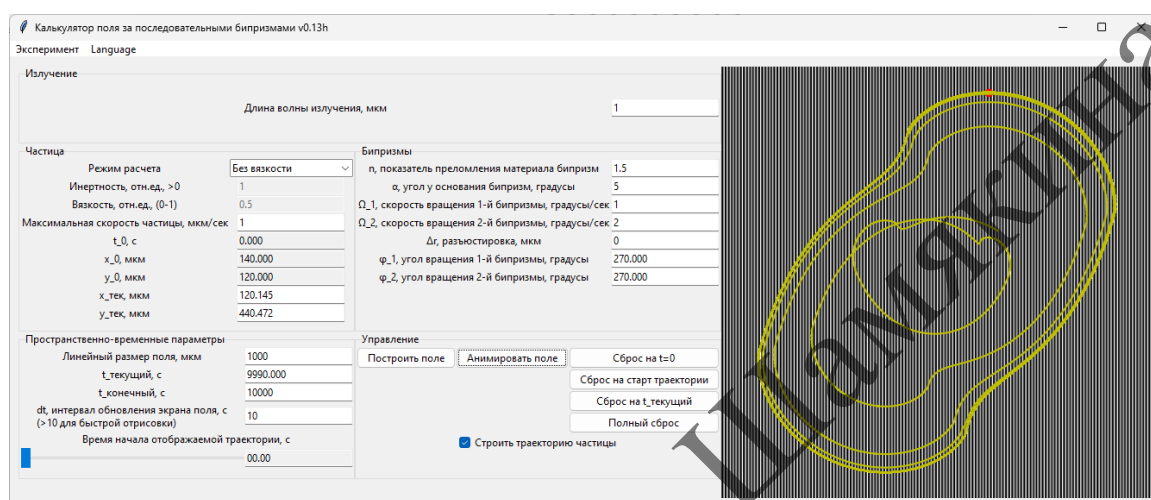 Калькулятор поля за последовательными бипризмами v0.13h
Эксперимент Language
Излучение
Длина волны излучения, мкм 1
Частица
Режим расчета Без вязкости
Инертность, отн.ед., >0 1
Вязкость, отн.ед., (0-1) 0.5
Максимальная скорость частицы, мкм/сек 1
t_0, с 0.000
x_0, мкм 140.000
y_0, мкм 120.000
x_тек, мкм 120.145
y_тек, мкм 440.472
Бипризмы
n, показатель преломления материала бипризм 1.5
α, угол у основания бипризм, градусы 5
Ω_1, скорость вращения 1-й бипризмы, градусы/сек 1
Ω_2, скорость вращения 2-й бипризмы, градусы/сек 2
Δr, разъюстировка, мкм 0
φ_1, угол вращения 1-й бипризмы, градусы 270.000
φ_2, угол вращения 2-й бипризмы, градусы 270.000
Пространственно-временные параметры
Линейный размер поля, мкм 1000
t_текущий, с 9990.000
t_конечный, с 10000
dt, интервал обновления экрана поля, с
(>10 для быстрой отрисовки) 10
Время начала отображаемой траектории, с
00.00
Управление
Построить поле Анимировать поле Сброс на t=0
Сброс на старт траектории
Сброс на t_текущий
Полный сброс
Строить траекторию частицы